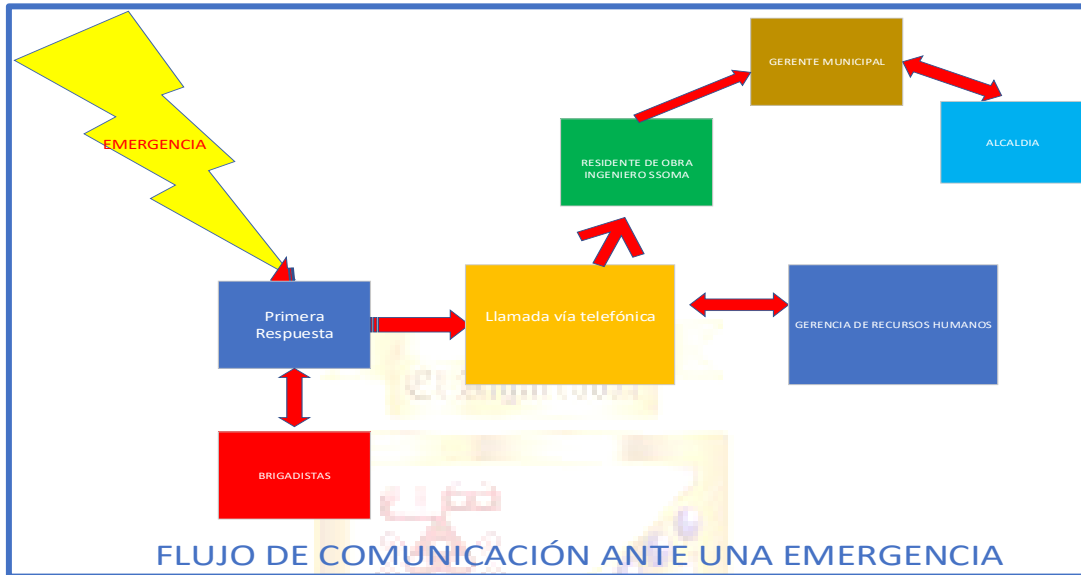 GERENTE MUNICIPAL
ALCALDIA
EMERGENCIA
RESIDENTE DE OBRA
INGENIERO SSOMA
Primera
Respuesta
Llamada vía telefónica
GERENCIA DE RECURSOS HUMANOS
BRIGADISTAS
FLUJO DE COMUNICACIÓN ANTE UNA EMERGENCIA